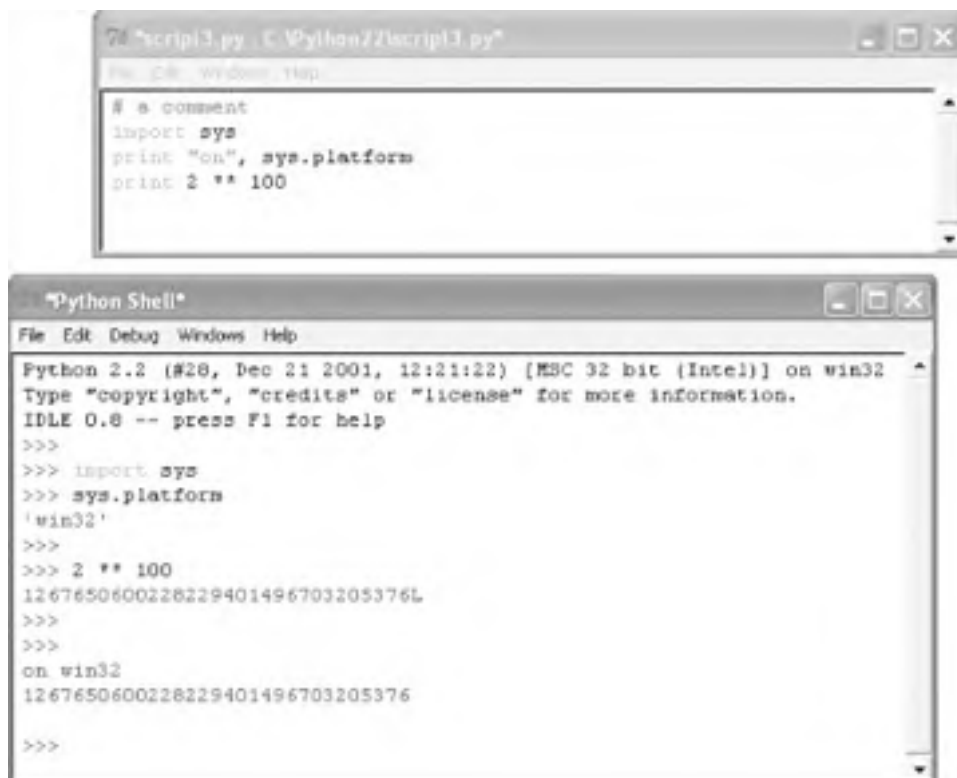 *script3.py - C:\Python22\script3.py*
File Edit Windows Help
# a comment
import sys
print "on", sys.platform
print 2 ** 100
*Python Shell*
File Edit Debug Windows Help
Python 2.2 (#28, Dec 21 2001, 12:21:22) [MSC 32 bit (Intel)] on win32
Type "copyright", "credits" or "license" for more information.
IDLE 0.8 -- press F1 for help
>>>
>>> import sys
>>> sys.platform
'win32'
>>>
>>> 2 ** 100
1267650600228229401496703205376L
>>>
>>>
on win32
1267650600228229401496703205376
>>>